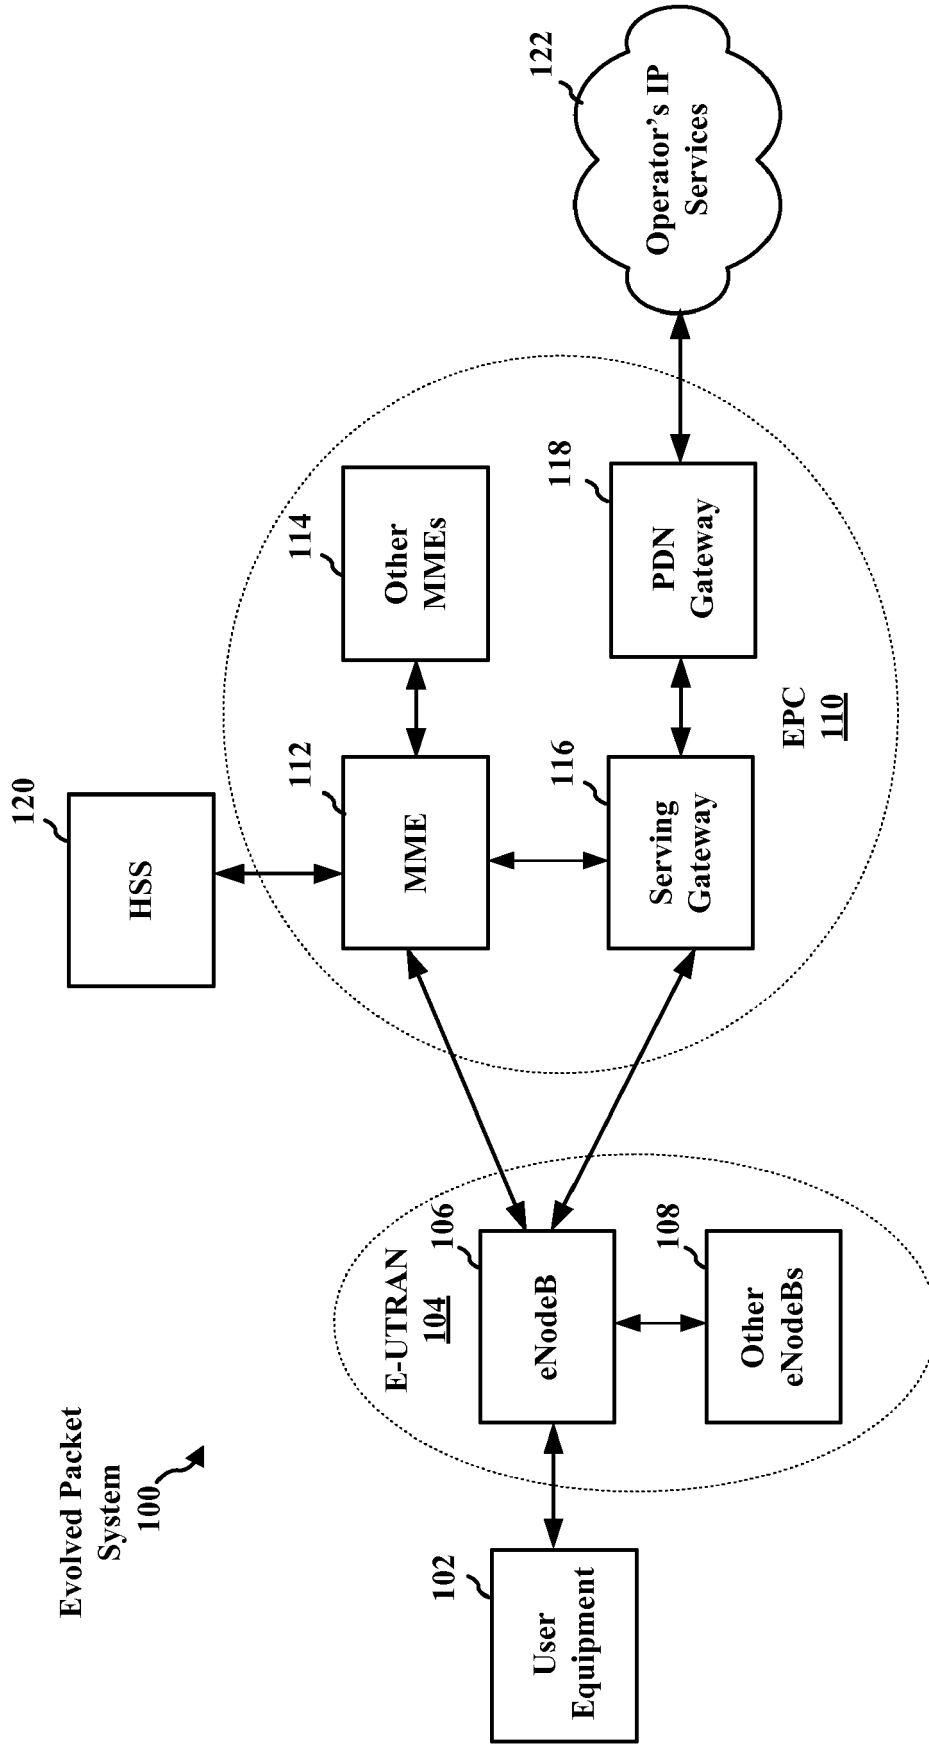 Evolved Packet
System
100
120
HSS
E-UTRAN
104
102
User
Equipment
106
eNodeB
108
Other
eNodeBs
112
MME
114
Other
MMEs
116
Serving
Gateway
118
PDN
Gateway
EPC
110
122
Operator's IP
Services